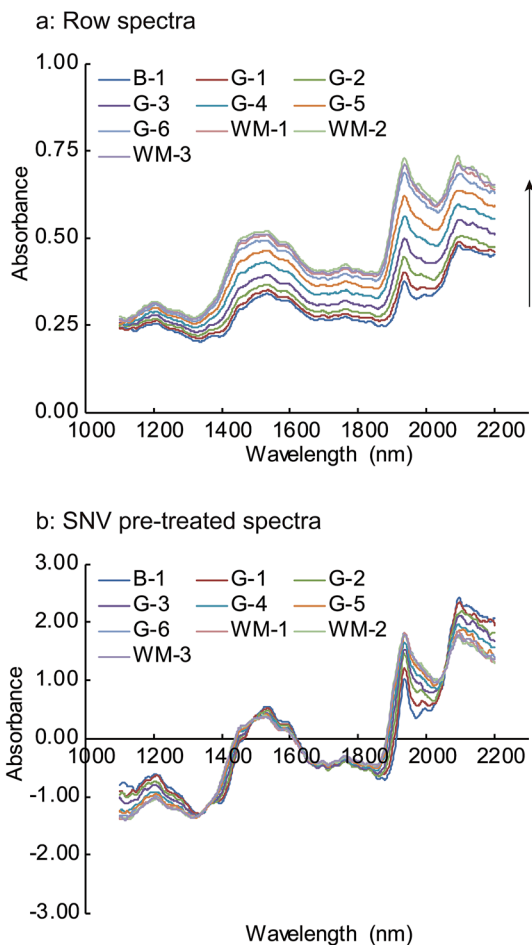 a: Row spectra
1.00
B-1 G-1 G-2
G-3 G-4 G-5
G-6 WM-1 WM-2
WM-3
0.75
0.50
0.25
0.00
Absorbance
1000 1200 1400 1600 1800 2000 2200
Wavelength (nm)
b: SNV pre-treated spectra
3.00
B-1 G-1 G-2
G-3 G-4 G-5
G-6 WM-1 WM-2
WM-3
2.00
1.00
0.00
1000 1200 1400 1600 1800 2000 2200
-1.00
-2.00
-3.00
Absorbance
Wavelength (nm)